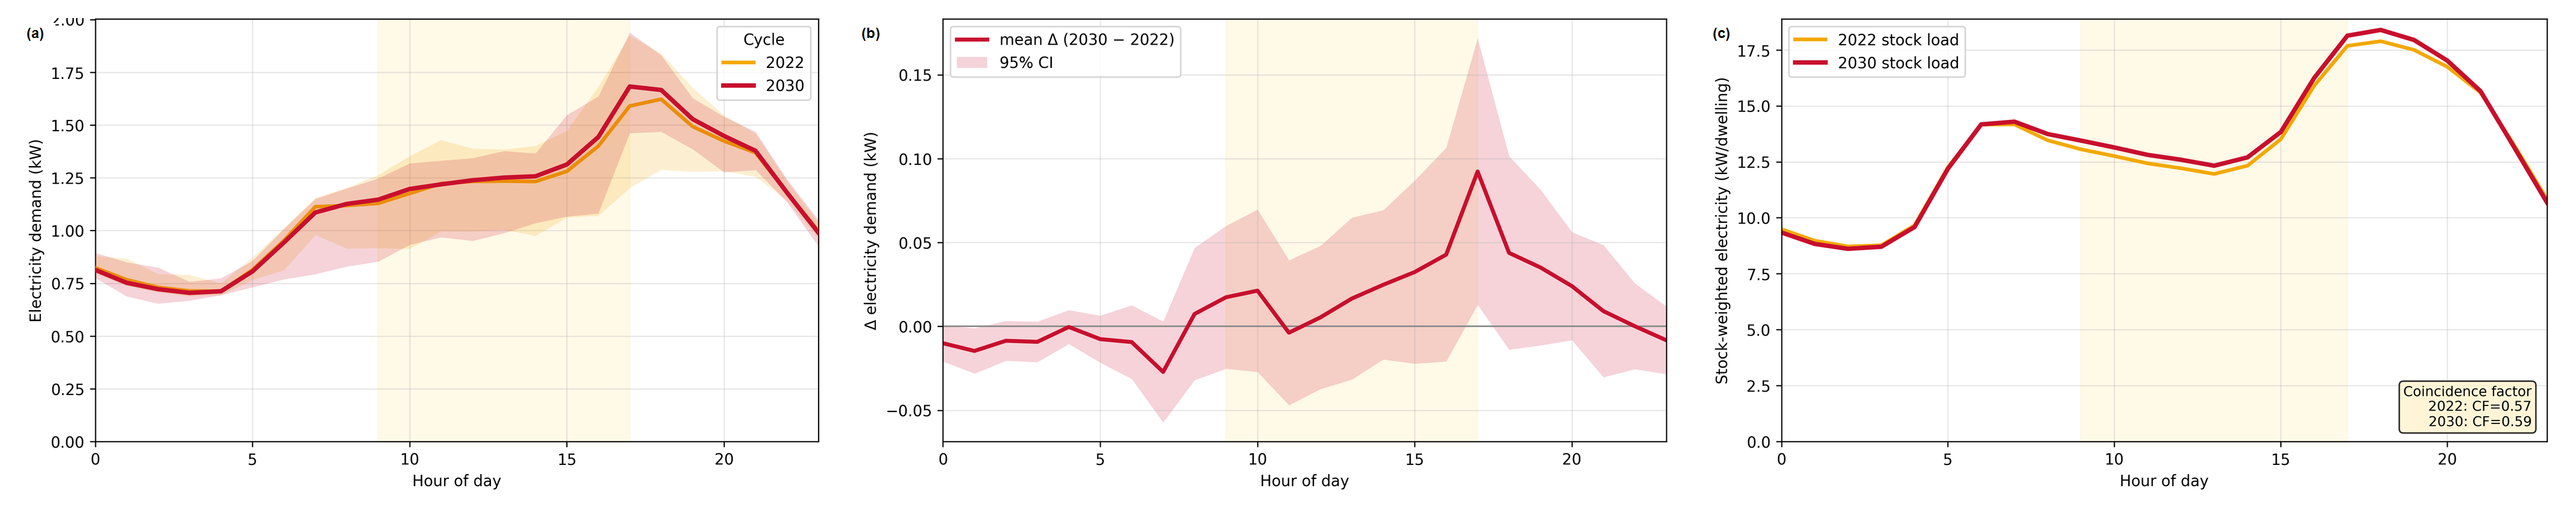 (a)
Electricity demand (kW)
2.00
1.75
1.50
1.25
1.00
0.75
0.50
0.25
0.00
Cycle
2022
2030
0 5 10 15 20
Hour of day
(b)
Δ electricity demand (kW)
0.15
0.10
0.05
0.00
−0.05
mean Δ (2030 − 2022)
95% CI
0 5 10 15 20
Hour of day
(c)
Stock-weighted electricity (kW/dwelling)
17.5
15.0
12.5
10.0
7.5
5.0
2.5
0.0
2022 stock load
2030 stock load
Coincidence factor
2022: CF=0.57
2030: CF=0.59
0 5 10 15 20
Hour of day